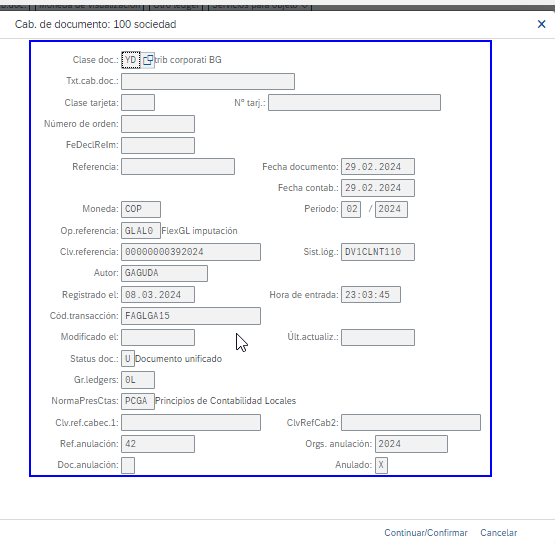 Moneda de visualización Otro ledger Servicios para objeto
Cab. de documento: 100 sociedad
Clase doc.: YD trib corporati BG
Txt.cab.doc.:
Clase tarjeta: Nº tarj.:
Número de orden:
FeDeclRelm:
Referencia: Fecha documento: 29.02.2024
Fecha contab.: 29.02.2024
Moneda: COP Período: 02 / 2024
Op.referencia: GLAL0 FlexGL imputación
Clv.referencia: 00000000392024 Sist.lóg.: DV1CLNT110
Autor: GAGUDA
Registrado el: 08.03.2024 Hora de entrada: 23:03:45
Cód.transacción: FAGLGA15
Modificado el: Últ.actualiz.:
Status doc.: U Documento unificado
Gr.ledgers: 0L
NormaPresCtas: PCGA Principios de Contabilidad Locales
Clv.ref.cabec.1: ClvRefCab2:
Ref.anulación: 42 Orgs. anulación: 2024
Doc.anulación: Anulado: X
Continuar/Confirmar Cancelar